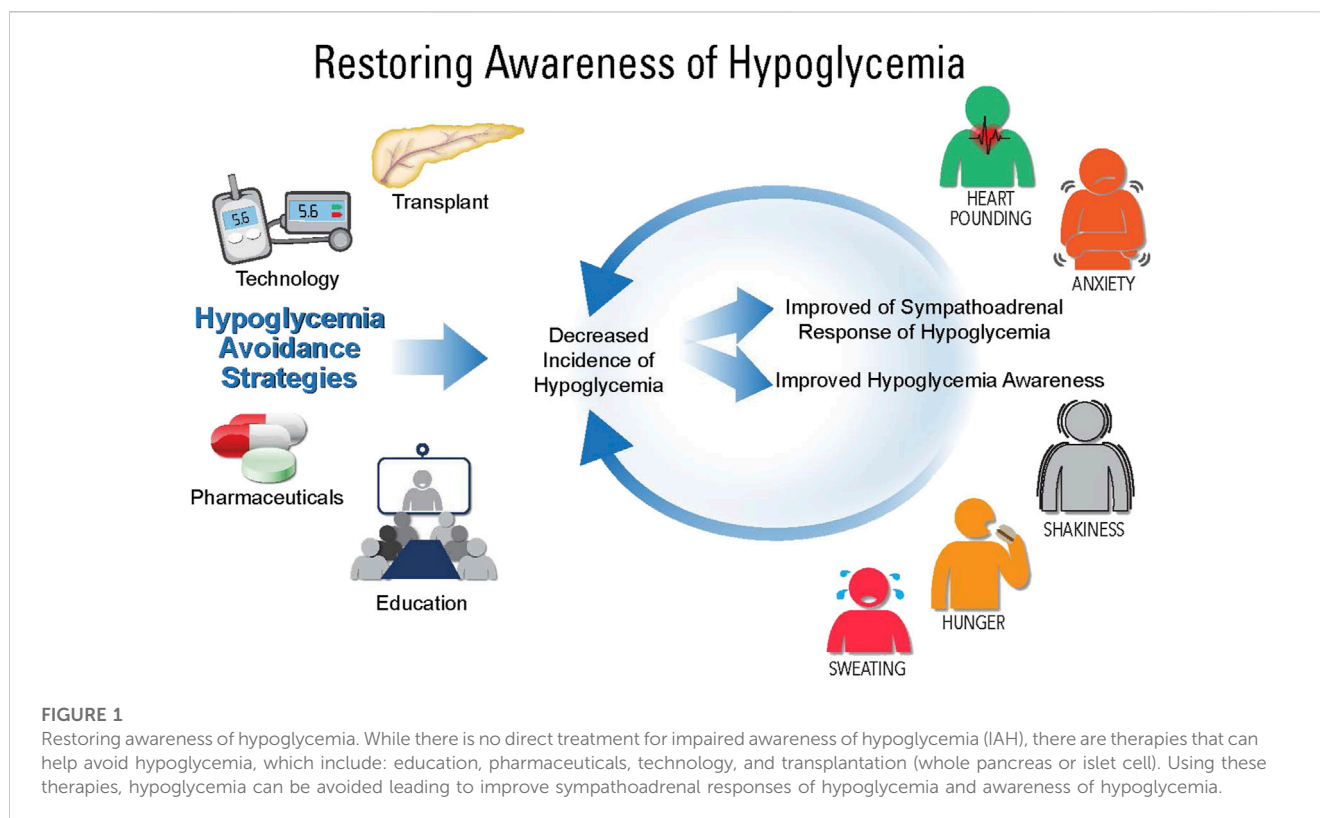 Restoring Awareness of Hypoglycemia
Transplant
5.6
5.6
Technology
Hypoglycemia
Avoidance
Strategies
Pharmaceuticals
Education
Decreased
Incidence of
Hypoglycemia
Improved of Sympathoadrenal
Response of Hypoglycemia
Improved Hypoglycemia Awareness
HEART
POUNDING
ANXIETY
SHAKINESS
HUNGER
SWEATING
FIGURE 1
Restoring awareness of hypoglycemia. While there is no direct treatment for impaired awareness of hypoglycemia (IAH), there are therapies that can
help avoid hypoglycemia, which include: education, pharmaceuticals, technology, and transplantation (whole pancreas or islet cell). Using these
therapies, hypoglycemia can be avoided leading to improve sympathoadrenal responses of hypoglycemia and awareness of hypoglycemia.